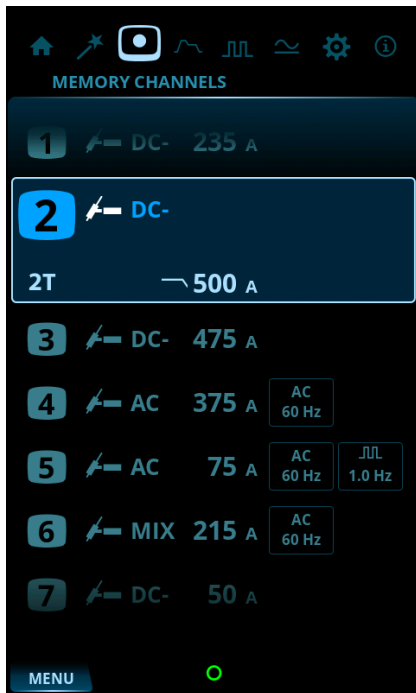 MEMORY CHANNELS
1 DC- 235 A
2 DC-
2T 500 A
3 DC- 475 A
4 AC 375 A AC
60 Hz
5 AC 75 A AC
60 Hz 1.0 Hz
6 MIX 215 A AC
60 Hz
7 DC- 50 A
MENU